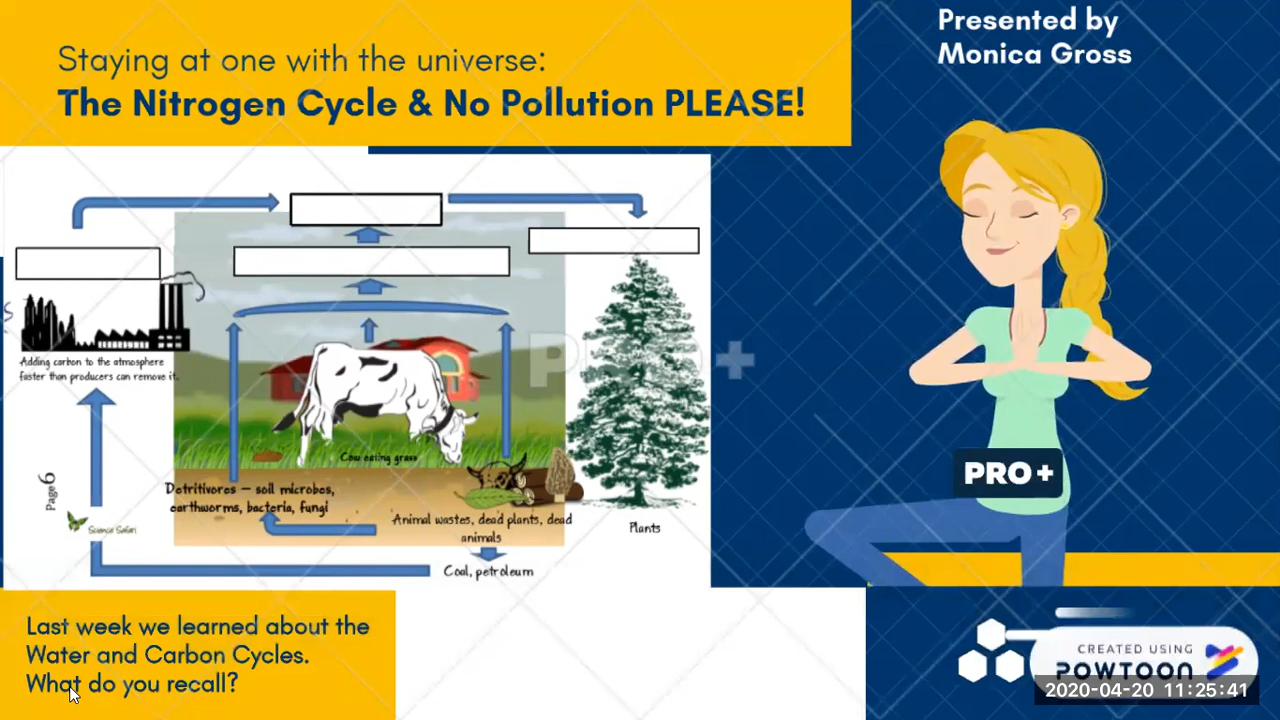 Staying at one with the universe:
The Nitrogen Cycle & No Pollution PLEASE!
Presented by
Monica Gross
Adding carbon to the atmosphere
faster than producers can remove it.
Cow eating grass
Page 6
Science Safari
Detritivores – soil microbes,
earthworms, bacteria, fungi
Animal wastes, dead plants, dead
animals
Plants
Coal, petroleum
PRO+
Last week we learned about the
Water and Carbon Cycles.
What do you recall?
CREATED USING
POWTOON
2020-04-20 11:25:41